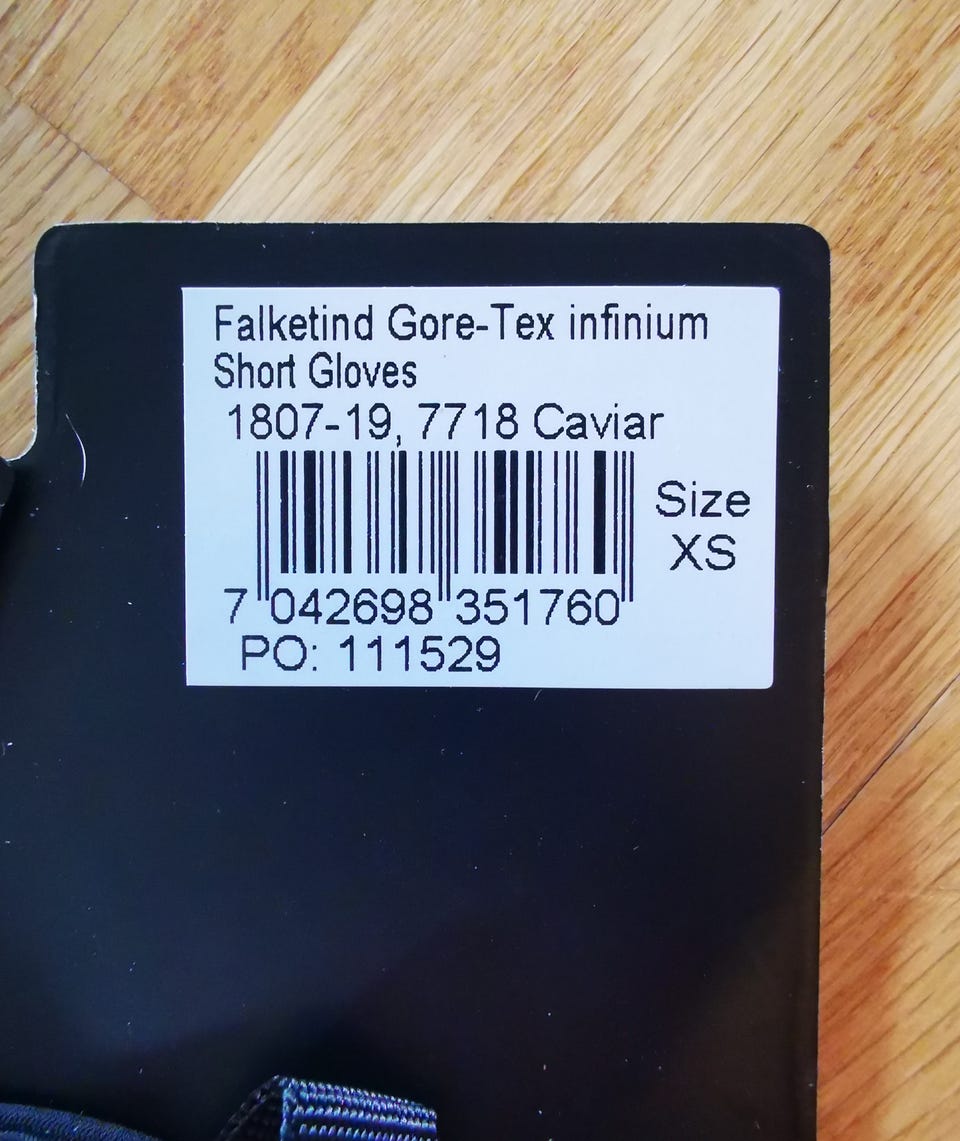 Falketind Gore-Tex infinium
Short Gloves
1807-19, 7718 Caviar
Size
XS
7 042698 351760
PO: 111529